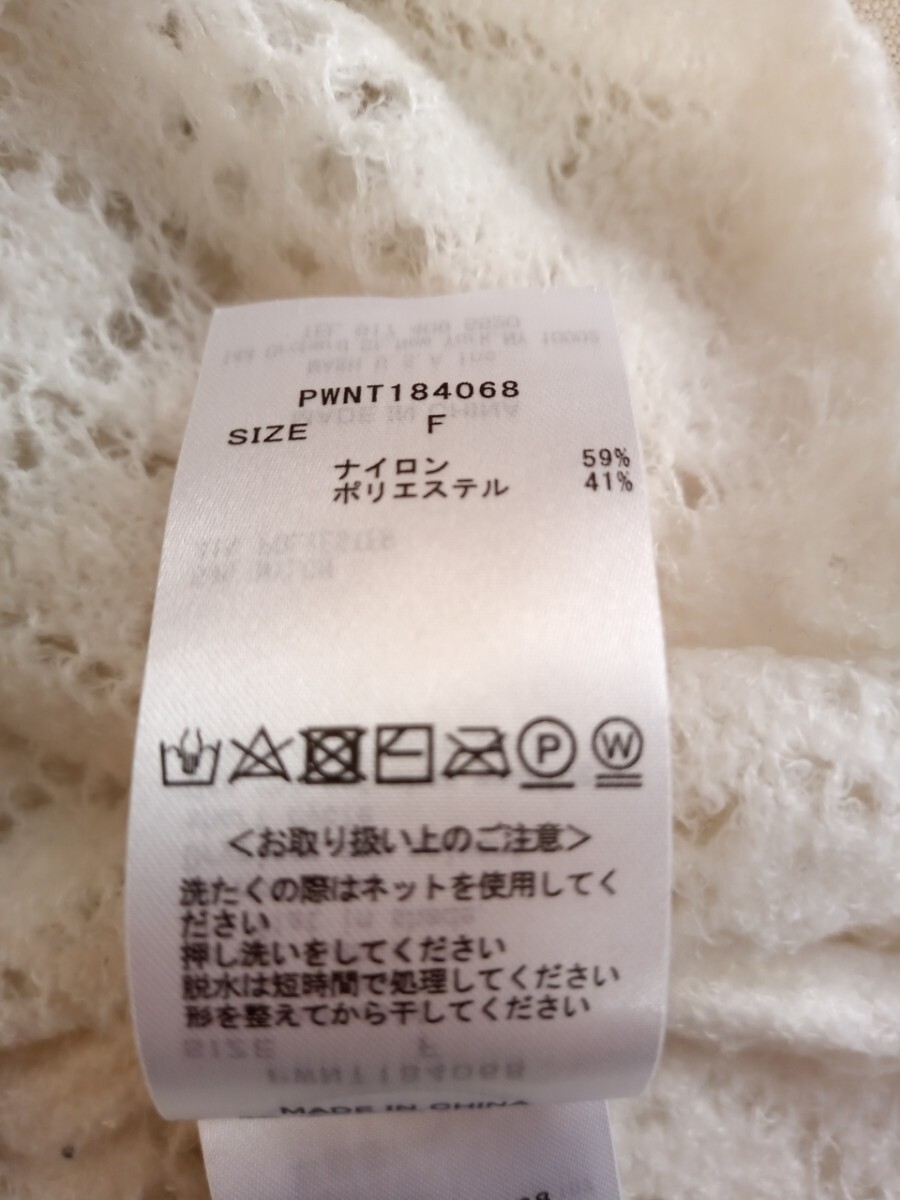 PWNT184068
SIZE F
ナイロン 59%
ポリエステル 41%
P W
<お取り扱い上のご注意>
洗たくの際はネットを使用してく
ださい
押し洗いをしてください
脱水は短時間で処理してください
形を整えてから干してください
MADE IN CHINA